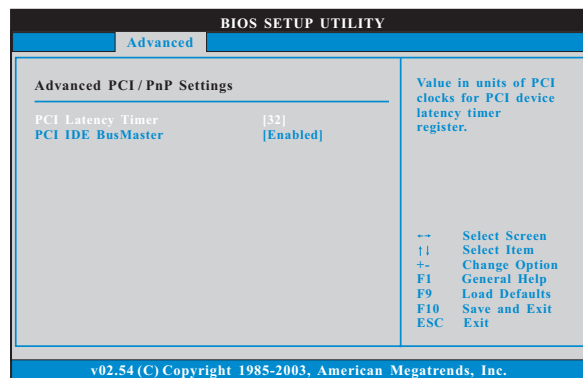 BIOS SETUP UTILITY
Advanced
Advanced PCI / PnP Settings
PCI Latency Timer [32]
PCI IDE BusMaster [Enabled]
Value in units of PCI
clocks for PCI device
latency timer
register.
←→ Select Screen
↑↓ Select Item
+- Change Option
F1 General Help
F9 Load Defaults
F10 Save and Exit
ESC Exit
v02.54 (C) Copyright 1985-2003, American Megatrends, Inc.